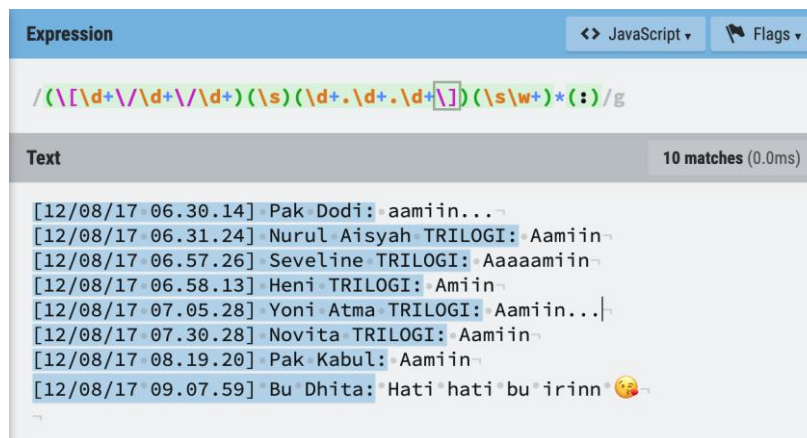 Expression
<> JavaScript ▾
Flags ▾
/(\[\d+\/\d+\/\d+)(\s)(\d+.\d+.\d+\])(\s\w+)*(:)/g
Text
10 matches (0.0ms)
[12/08/17 06.30.14] Pak Dodi: aamiin...
[12/08/17 06.31.24] Nurul Aisyah TRILOGI: Aamiin
[12/08/17 06.57.26] Seveline TRILOGI: Aaaaamiin
[12/08/17 06.58.13] Heni TRILOGI: Amiin
[12/08/17 07.05.28] Yoni Atma TRILOGI: Aamiin...
[12/08/17 07.30.28] Novita TRILOGI: Aamiin
[12/08/17 08.19.20] Pak Kabul: Aamiin
[12/08/17 09.07.59] Bu Dhita: Hati hati bu irinn 😘